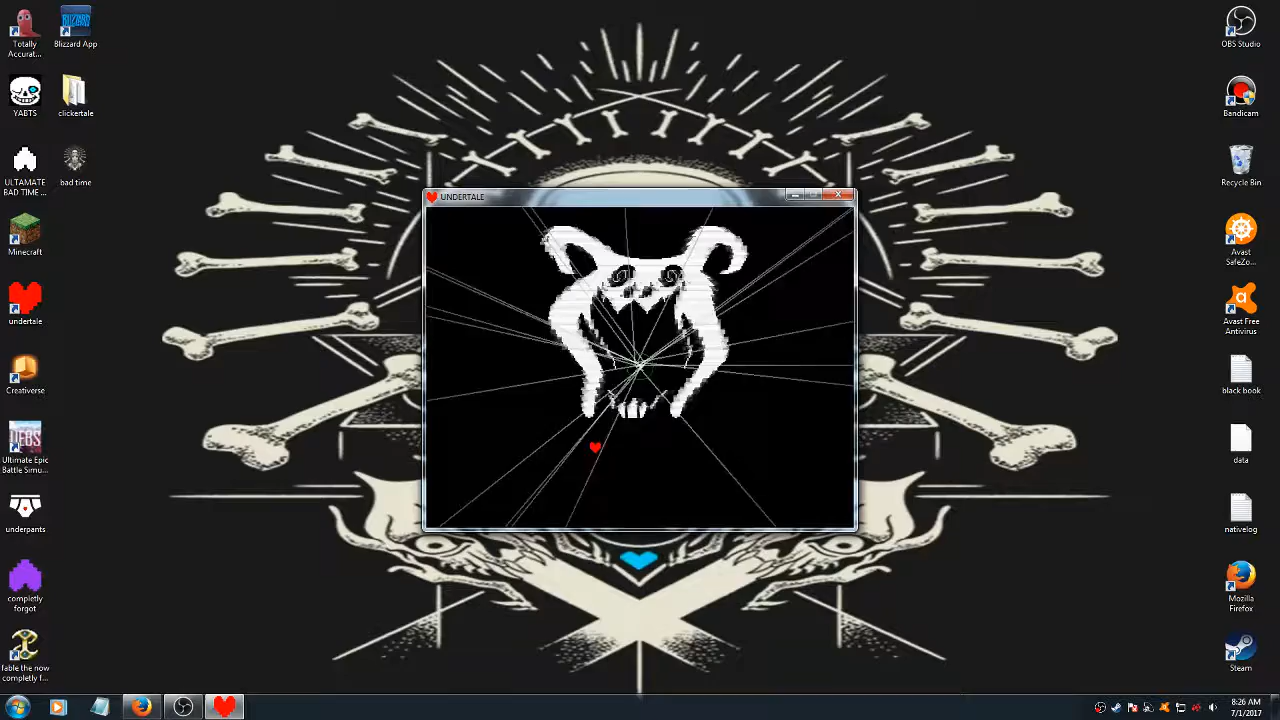 Totally
Accurat...
Blizzard App
YABTS
clickertale
ULTAMATE
BAD TIME ...
bad time
Minecraft
undertale
Creativerse
Ultimate Epic
Battle Simu...
underpants
completly
forgot
fable the now
completly f...
UNDERTALE
OBS Studio
Bandicam
Recycle Bin
Avast
SafeZo...
Avast Free
Antivirus
black book
data
nativelog
Mozilla
Firefox
Steam
8:26 AM
7/1/2017